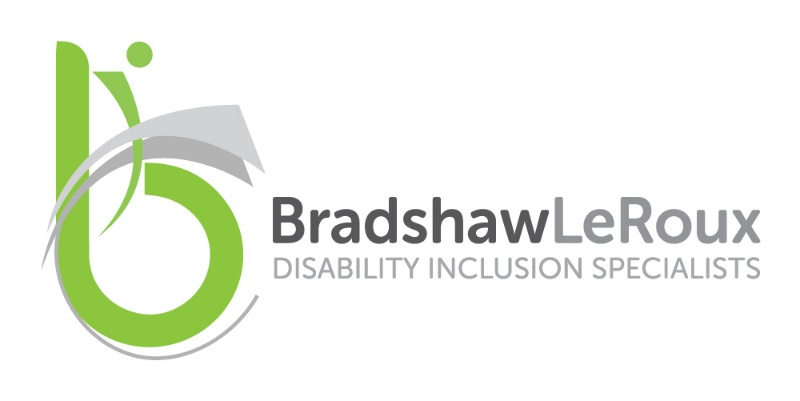 BradshawLeRoux
DISABILITY INCLUSION SPECIALISTS